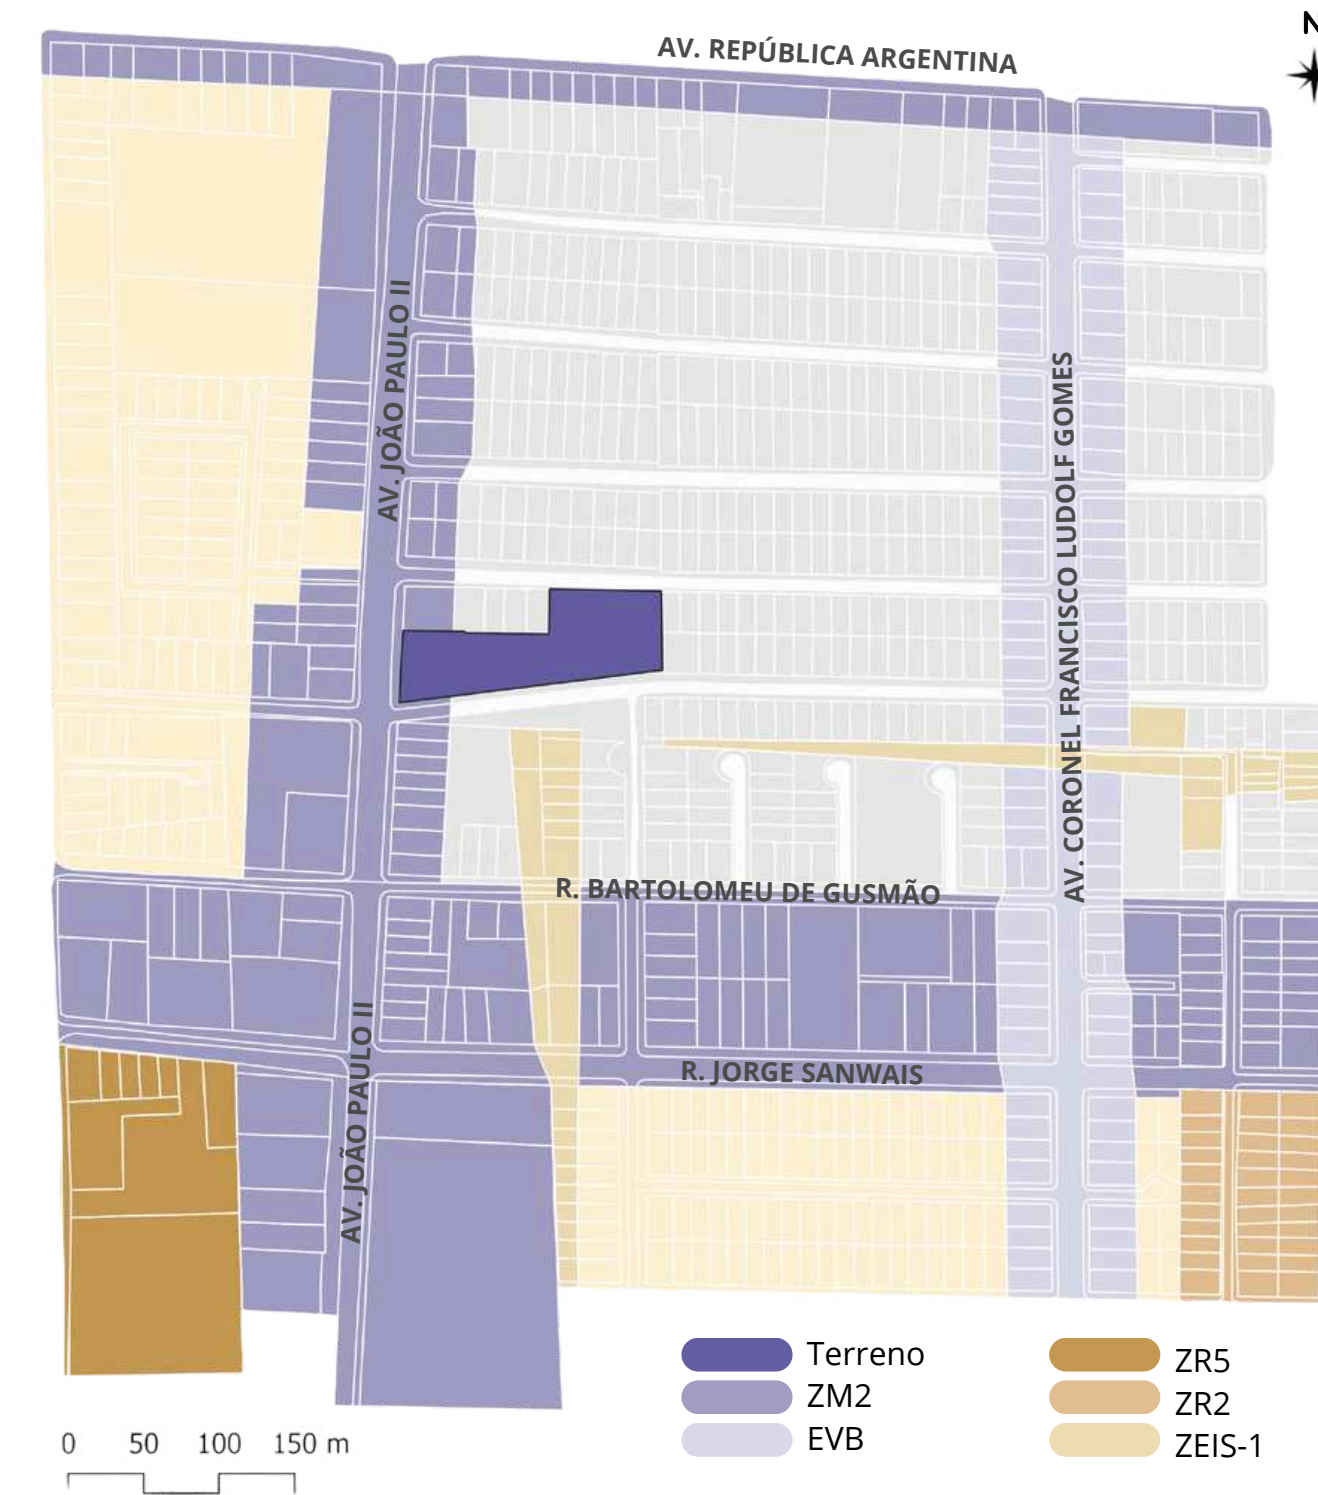 N
AV. REPÚBLICA ARGENTINA
AV. JOÃO PAULO II
AV. CORONEL FRANCISCO LUDOLF GOMES
R. BARTOLOMEU DE GUSMÃO
AV. JOÃO PAULO II
R. JORGE SANWAIS
Terreno
ZM2
EVB
ZR5
ZR2
ZEIS-1
0 50 100 150 m